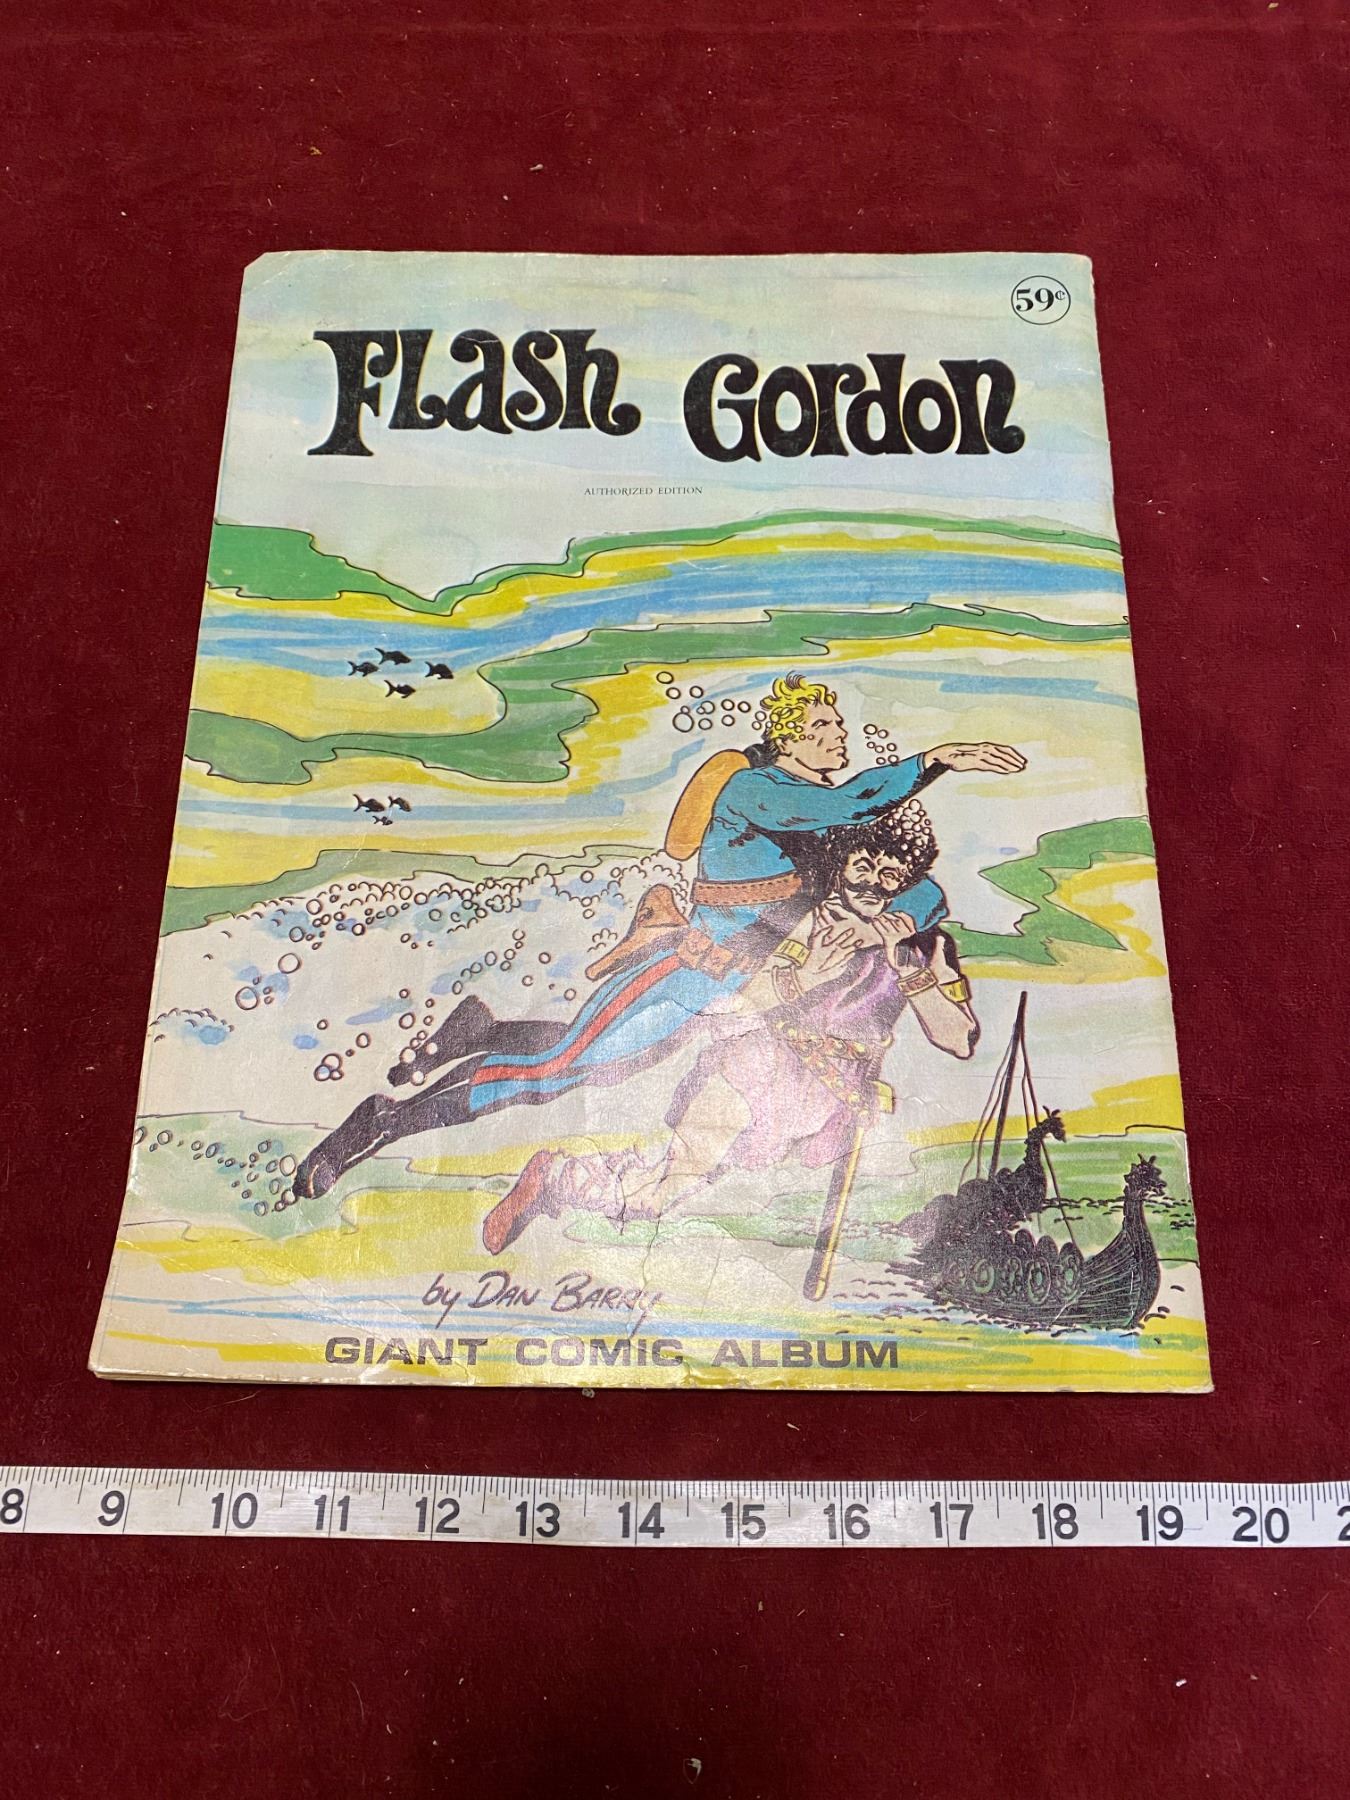 59¢
Flash Gordon
AUTHORIZED EDITION
by DAN BARRY
GIANT COMIC ALBUM
8 9 10 11 12 13 14 15 16 17 18 19 20